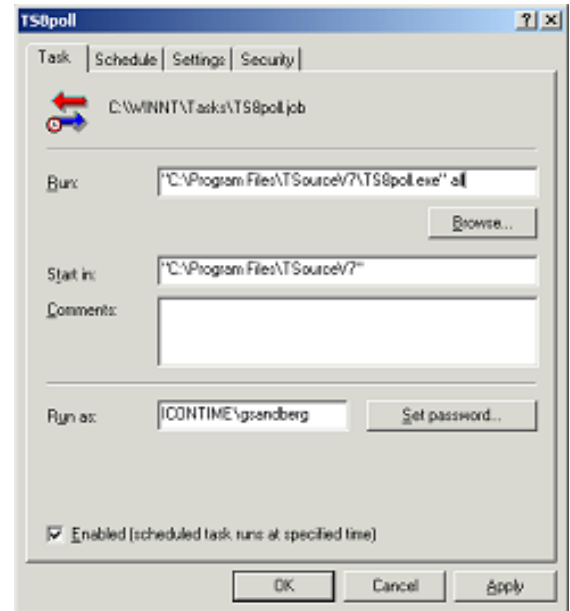 TS8poll
Task Schedule Settings Security
C:\WINNT\Tasks\TS8poll.job
Run: "C:\Program Files\TSourceV7\TS8poll.exe" all
Browse...
Start in: "C:\Program Files\TSourceV7"
Comments:
Run as: ICONTIME\gsandberg Set password...
Enabled (scheduled task runs at specified time)
OK Cancel Apply